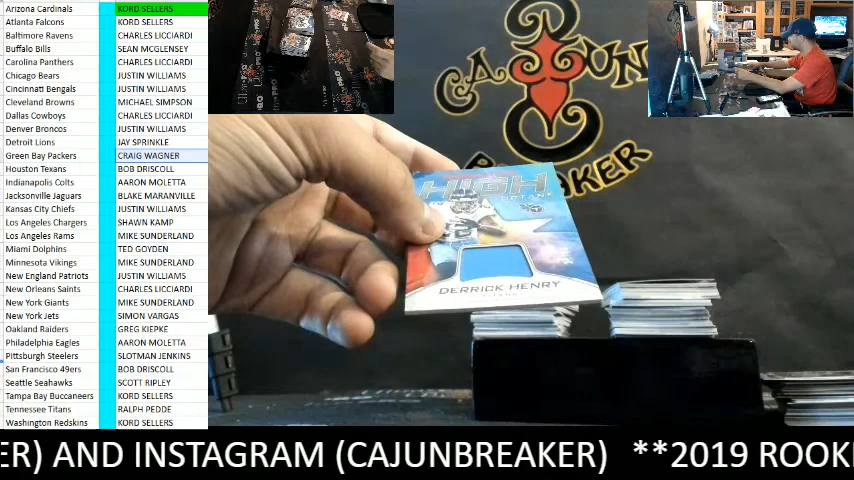 Arizona Cardinals KORD SELLERS
Atlanta Falcons KORD SELLERS
Baltimore Ravens CHARLES LICCIARDI
Buffalo Bills SEAN MCGLENSEY
Carolina Panthers CHARLES LICCIARDI
Chicago Bears JUSTIN WILLIAMS
Cincinnati Bengals JUSTIN WILLIAMS
Cleveland Browns MICHAEL SIMPSON
Dallas Cowboys CHARLES LICCIARDI
Denver Broncos JUSTIN WILLIAMS
Detroit Lions JAY SPRINKLE
Green Bay Packers CRAIG WAGNER
Houston Texans BOB DRISCOLL
Indianapolis Colts AARON MOLETTA
Jacksonville Jaguars BLAKE MARANVILLE
Kansas City Chiefs JUSTIN WILLIAMS
Los Angeles Chargers SHAWN KAMP
Los Angeles Rams MIKE SUNDERLAND
Miami Dolphins TED GOYDEN
Minnesota Vikings MIKE SUNDERLAND
New England Patriots JUSTIN WILLIAMS
New Orleans Saints CHARLES LICCIARDI
New York Giants MIKE SUNDERLAND
New York Jets SIMON VARGAS
Oakland Raiders GREG KIEPKE
Philadelphia Eagles AARON MOLETTA
Pittsburgh Steelers SLOTMAN JENKINS
San Francisco 49ers BOB DRISCOLL
Seattle Seahawks SCOTT RIPLEY
Tampa Bay Buccaneers KORD SELLERS
Tennessee Titans RALPH PEDDE
Washington Redskins KORD SELLERS
CAJUN
HIGH
OCTANE
DERRICK HENRY
ER) AND INSTAGRAM (CAJUNBREAKER) **2019 ROOKI